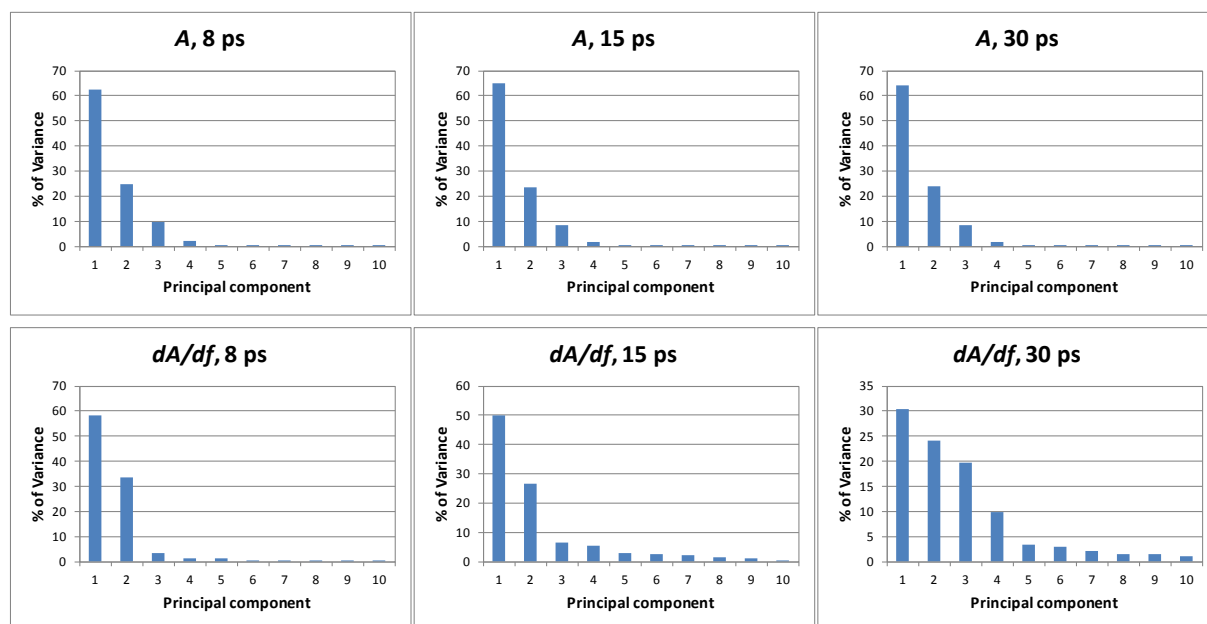 A, 8 ps
70
60
50
40
30
20
10
0
% of Variance
1 2 3 4 5 6 7 8 9 10
Principal component
A, 15 ps
70
60
50
40
30
20
10
0
% of Variance
1 2 3 4 5 6 7 8 9 10
Principal component
A, 30 ps
70
60
50
40
30
20
10
0
% of Variance
1 2 3 4 5 6 7 8 9 10
Principal component
dA/df, 8 ps
70
60
50
40
30
20
10
0
% of Variance
1 2 3 4 5 6 7 8 9 10
Principal component
dA/df, 15 ps
60
50
40
30
20
10
0
% of Variance
1 2 3 4 5 6 7 8 9 10
Principal component
dA/df, 30 ps
35
30
25
20
15
10
5
0
% of Variance
1 2 3 4 5 6 7 8 9 10
Principal component